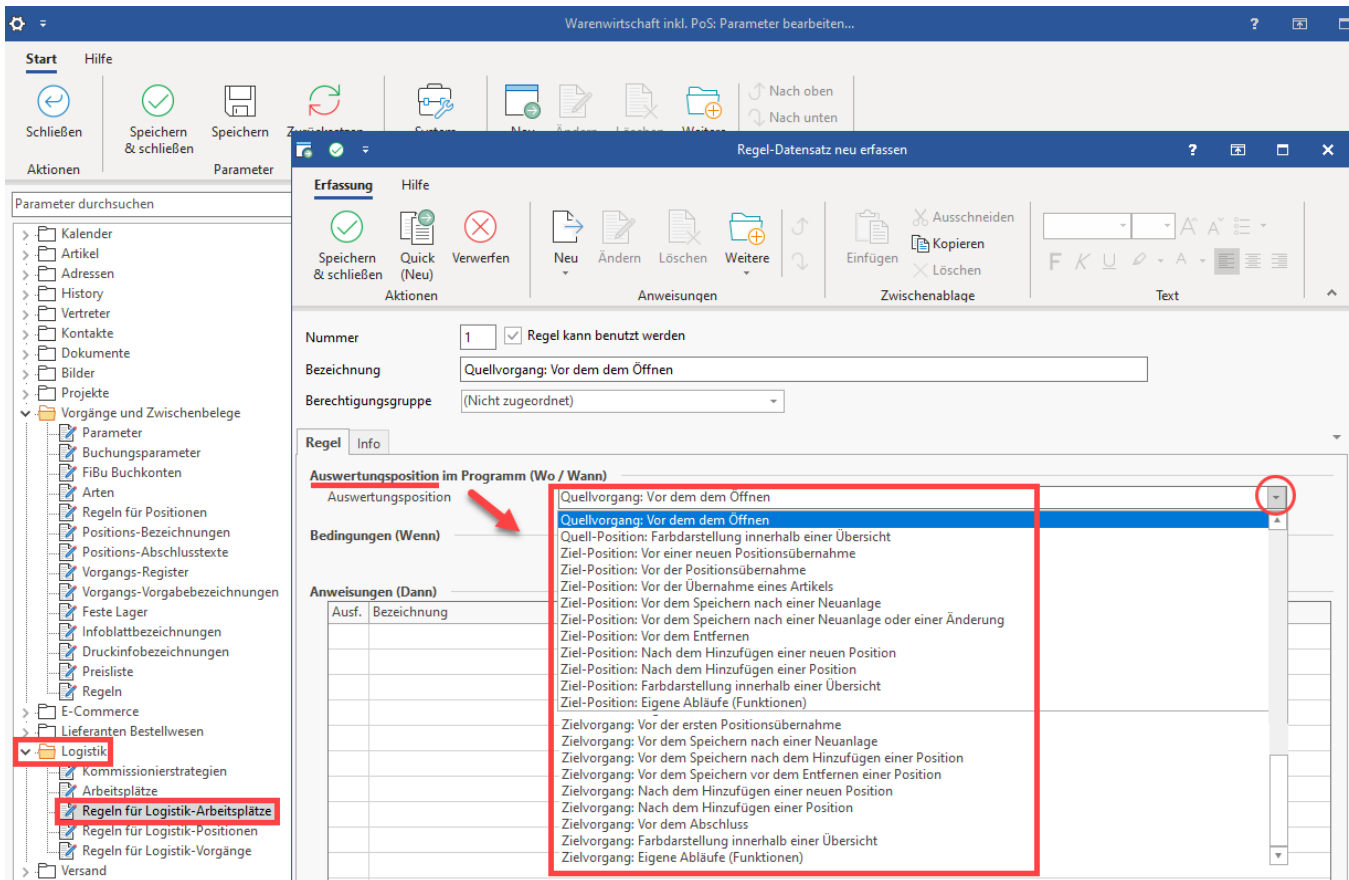 Warenwirtschaft inkl. PoS: Parameter bearbeiten...
?
Start Hilfe
Schließen
Speichern & schließen
Speichern
Nach oben
Nach unten
Aktionen
Parameter
Parameter durchsuchen
Kalender
Artikel
Adressen
History
Vertreter
Kontakte
Dokumente
Bilder
Projekte
Vorgänge und Zwischenbelege
Parameter
Buchungsparameter
FiBu Buchkonten
Arten
Regeln für Positionen
Positions-Bezeichnungen
Positions-Abschlusstexte
Vorgangs-Register
Vorgangs-Vorgabebezeichnungen
Feste Lager
Infoblattbezeichnungen
Druckinfobezeichnungen
Preisliste
Regeln
E-Commerce
Lieferanten Bestellwesen
Logistik
Kommissionierstrategien
Arbeitsplätze
Regeln für Logistik-Arbeitsplätze
Regeln für Logistik-Positionen
Regeln für Logistik-Vorgänge
Versand
Regel-Datensatz neu erfassen
?
Erfassung Hilfe
Speichern & schließen
Quick (Neu)
Verwerfen
Neu
Ändern
Löschen
Weitere
Einfügen
Ausschneiden
Kopieren
Löschen
F K U A
Aktionen
Anweisungen
Zwischenablage
Text
Nummer 1 Regel kann benutzt werden
Bezeichnung Quellvorgang: Vor dem dem Öffnen
Berechtigungsgruppe (Nicht zugeordnet)
Regel Info
Auswertungsposition im Programm (Wo / Wann)
Auswertungsposition Quellvorgang: Vor dem dem Öffnen
Bedingungen (Wenn)
Anweisungen (Dann)
Ausf. Bezeichnung
Quellvorgang: Vor dem dem Öffnen
Quell-Position: Farbdarstellung innerhalb einer Übersicht
Ziel-Position: Vor einer neuen Positionsübernahme
Ziel-Position: Vor der Positionsübernahme
Ziel-Position: Vor der Übernahme eines Artikels
Ziel-Position: Vor dem Speichern nach einer Neuanlage
Ziel-Position: Vor dem Speichern nach einer Neuanlage oder einer Änderung
Ziel-Position: Vor dem Entfernen
Ziel-Position: Nach dem Hinzufügen einer neuen Position
Ziel-Position: Nach dem Hinzufügen einer Position
Ziel-Position: Farbdarstellung innerhalb einer Übersicht
Ziel-Position: Eigene Abläufe (Funktionen)
Zielvorgang: Vor der ersten Positionsübernahme
Zielvorgang: Vor dem Speichern nach einer Neuanlage
Zielvorgang: Vor dem Speichern nach dem Hinzufügen einer Position
Zielvorgang: Vor dem Speichern vor dem Entfernen einer Position
Zielvorgang: Nach dem Hinzufügen einer neuen Position
Zielvorgang: Nach dem Hinzufügen einer Position
Zielvorgang: Vor dem Abschluss
Zielvorgang: Farbdarstellung innerhalb einer Übersicht
Zielvorgang: Eigene Abläufe (Funktionen)